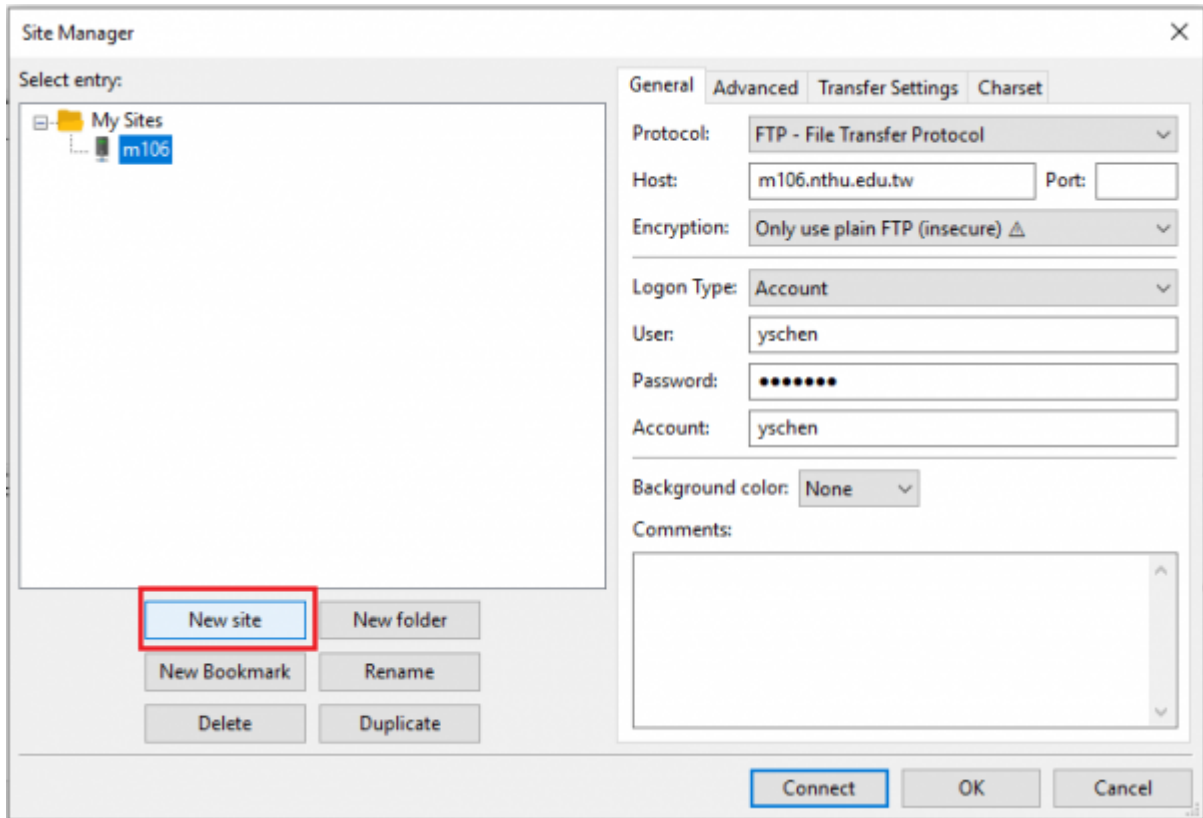 Site Manager
Select entry:
My Sites
m106
New site
New folder
New Bookmark
Rename
Delete
Duplicate
General
Advanced
Transfer Settings
Charset
Protocol:
FTP - File Transfer Protocol
Host:
m106.nthu.edu.tw
Port:
Encryption:
Only use plain FTP (insecure) ⚠
Logon Type:
Account
User:
yschen
Password:
●●●●●●●
Account:
yschen
Background color:
None
Comments:
Connect
OK
Cancel